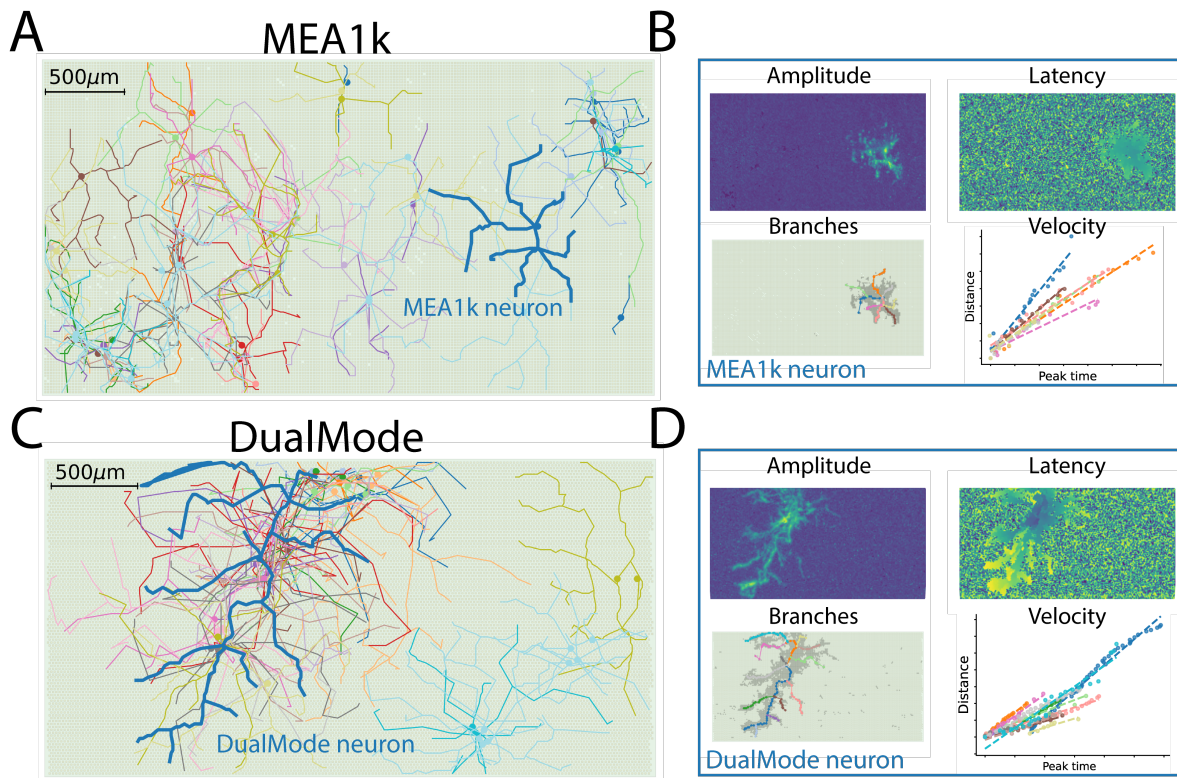 A
MEA1k
500μm
MEA1k neuron
B
Amplitude
Latency
Branches
Velocity
Distance
Peak time
MEA1k neuron
C
DualMode
500μm
DualMode neuron
D
Amplitude
Latency
Branches
Velocity
Distance
Peak time
DualMode neuron